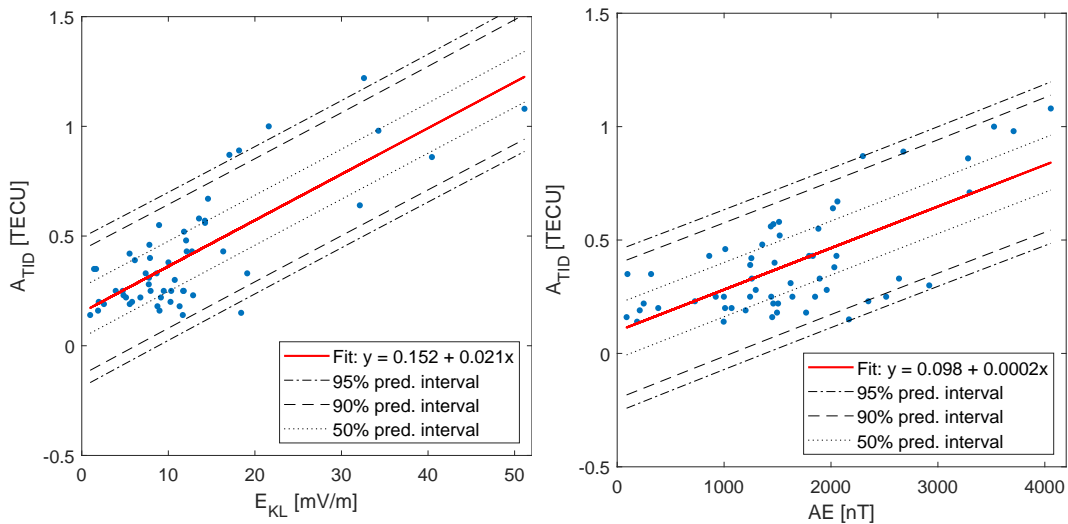 1.5
1
0.5
0
-0.5
A_TID [TECU]
0
10
20
30
40
50
E_KL [mV/m]
Fit: y = 0.152 + 0.021x
95% pred. interval
90% pred. interval
50% pred. interval
1.5
1
0.5
0
-0.5
A_TID [TECU]
0
1000
2000
3000
4000
AE [nT]
Fit: y = 0.098 + 0.0002x
95% pred. interval
90% pred. interval
50% pred. interval